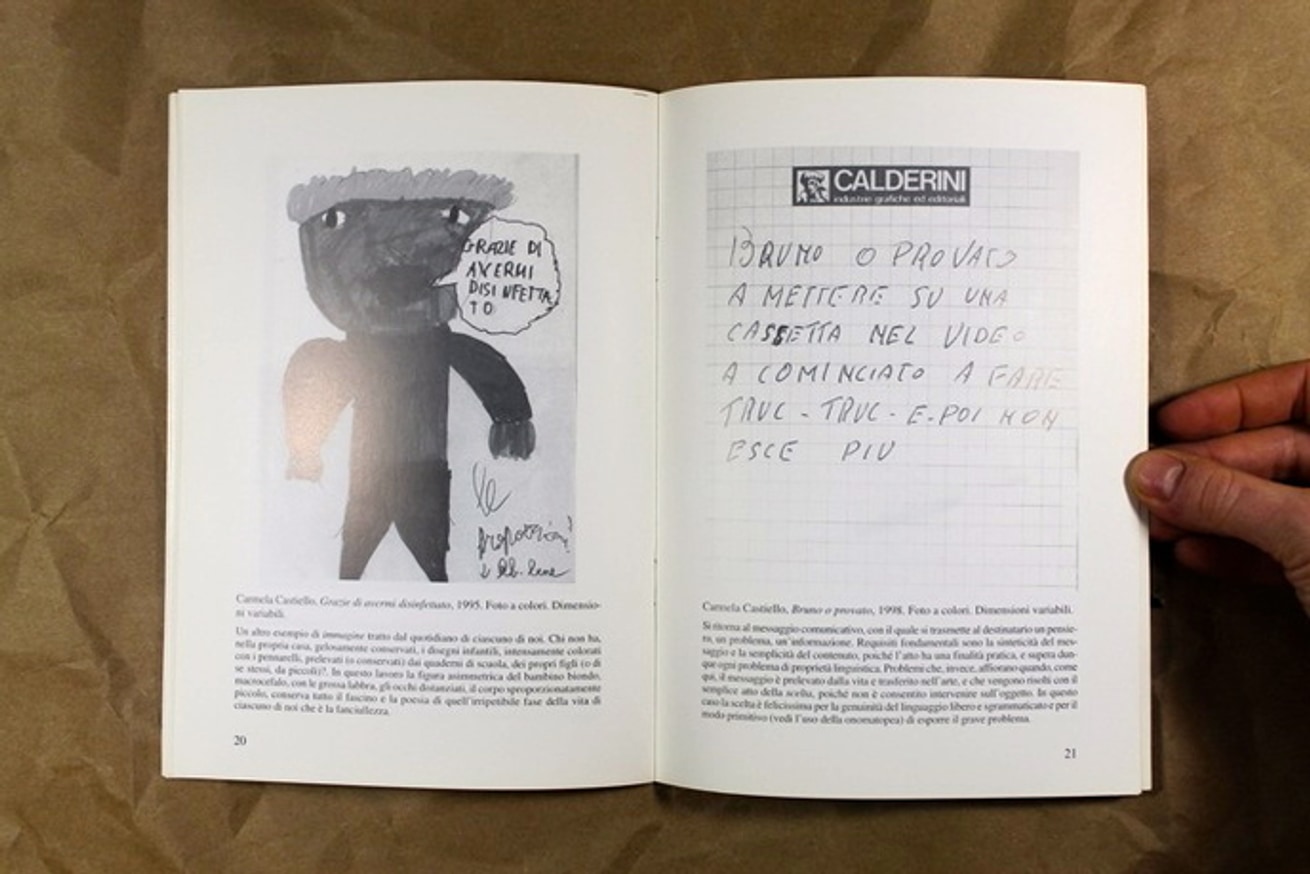 GRAZIE DI
AVERMI
DISINFETTA
TO
le
proporzioni
Carmela Castiello, Grazie di avermi disinfettato, 1995. Foto a colori. Dimensio-
ni variabili.
Un altro esempio di immagine tratto dal quotidiano di ciascuno di noi. Chi non ha,
nella propria casa, gelosamente conservati, i disegni infantili, intensamente colorati
con i pennarelli, prelevati (o conservati) dai quaderni di scuola, dei propri figli (o di
se stessi, da piccoli)?. In questo lavoro la figura asimmetrica del bambino biondo,
macrocefalo, con le grosse labbra, gli occhi distanziati, il corpo sproporzionatamente
piccolo, conserva tutto il fascino e la poesia di quell'irripetibile fase della vita di
ciascuno di noi che è la fanciullezza.
20
CALDERINI
industrie grafiche ed editoriali
BRUNO O PROVATO
A METTERE SU UNA
CASSETTA NEL VIDEO
A COMINCIATO A FARE
TRUC - TRUC - E - POI NON
ESCE PIU
Carmela Castiello, Bruno o provato, 1998. Foto a colori. Dimensioni variabili.
Si ritorna al messaggio comunicativo, con il quale si trasmette al destinatario un pensie-
ro, un problema, un'informazione. Requisiti fondamentali sono la sinteticità del mes-
saggio e la semplicità del contenuto, poiché l'atto ha una finalità pratica, e supera dun-
que ogni problema di proprietà linguistica. Problemi che, invece, affiorano quando, come
qui, il messaggio è prelevato dalla vita e trasferito nell'arte, e che vengono risolti con il
semplice atto della scelta, poiché non è consentito intervenire sull'oggetto. In questo
caso la scelta è felicissima per la genuinità del linguaggio libero e sgrammaticato e per il
modo primitivo (vedi l'uso della onomatopea) di esporre il grave problema.
21